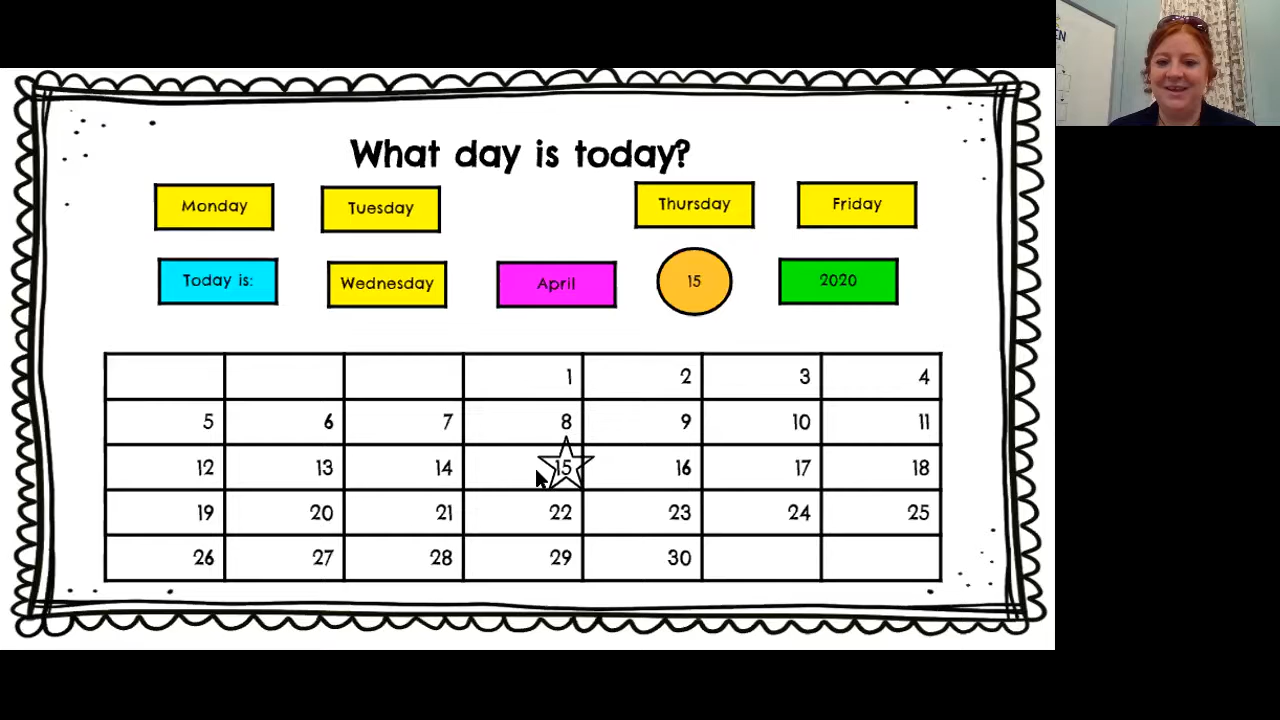 What day is today?
Monday Tuesday Thursday Friday
Today is: Wednesday April 15 2020
1 2 3 4
5 6 7 8 9 10 11
12 13 14 15 16 17 18
19 20 21 22 23 24 25
26 27 28 29 30